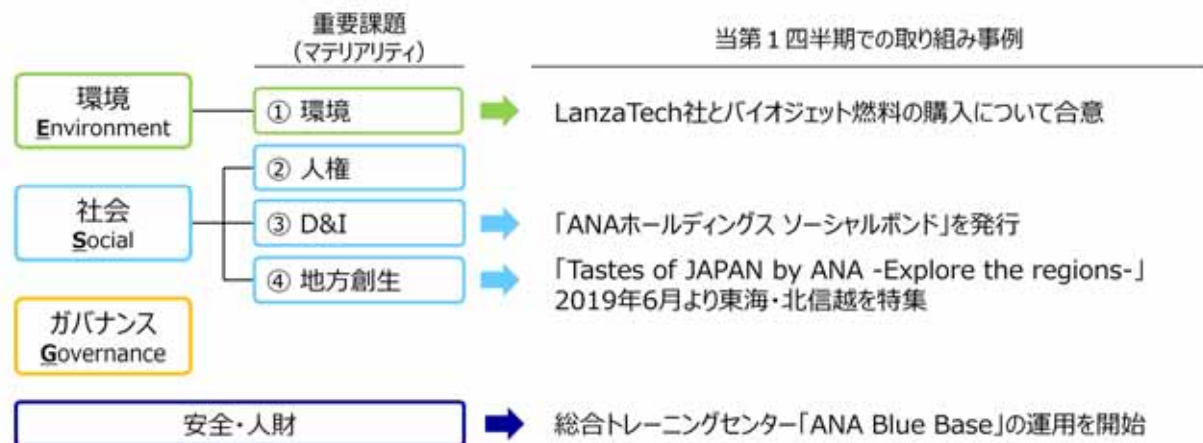 重要課題
(マテリアリティ)
当第1四半期での取り組み事例
環境
Environment
① 環境
LanzaTech社とバイオジェット燃料の購入について合意
② 人権
社会
Social
③ D&I
「ANAホールディングス ソーシャルボンド」を発行
④ 地方創生
「Tastes of JAPAN by ANA -Explore the regions-」
2019年6月より東海・北信越を特集
ガバナンス
Governance
安全・人財
総合トレーニングセンター「ANA Blue Base」の運用を開始